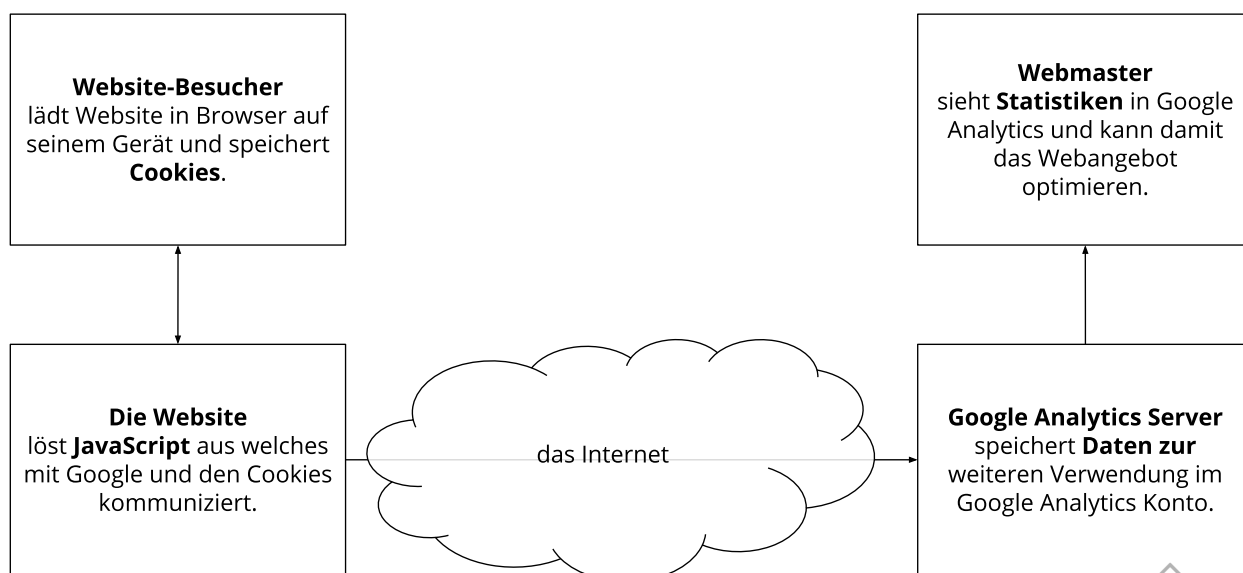 Website-Besucher
lädt Website in Browser auf
seinem Gerät und speichert
Cookies.
Webmaster
sieht Statistiken in Google
Analytics und kann damit
das Webangebot
optimieren.
Die Website
löst JavaScript aus welches
mit Google und den Cookies
kommuniziert.
das Internet
Google Analytics Server
speichert Daten zur
weiteren Verwendung im
Google Analytics Konto.